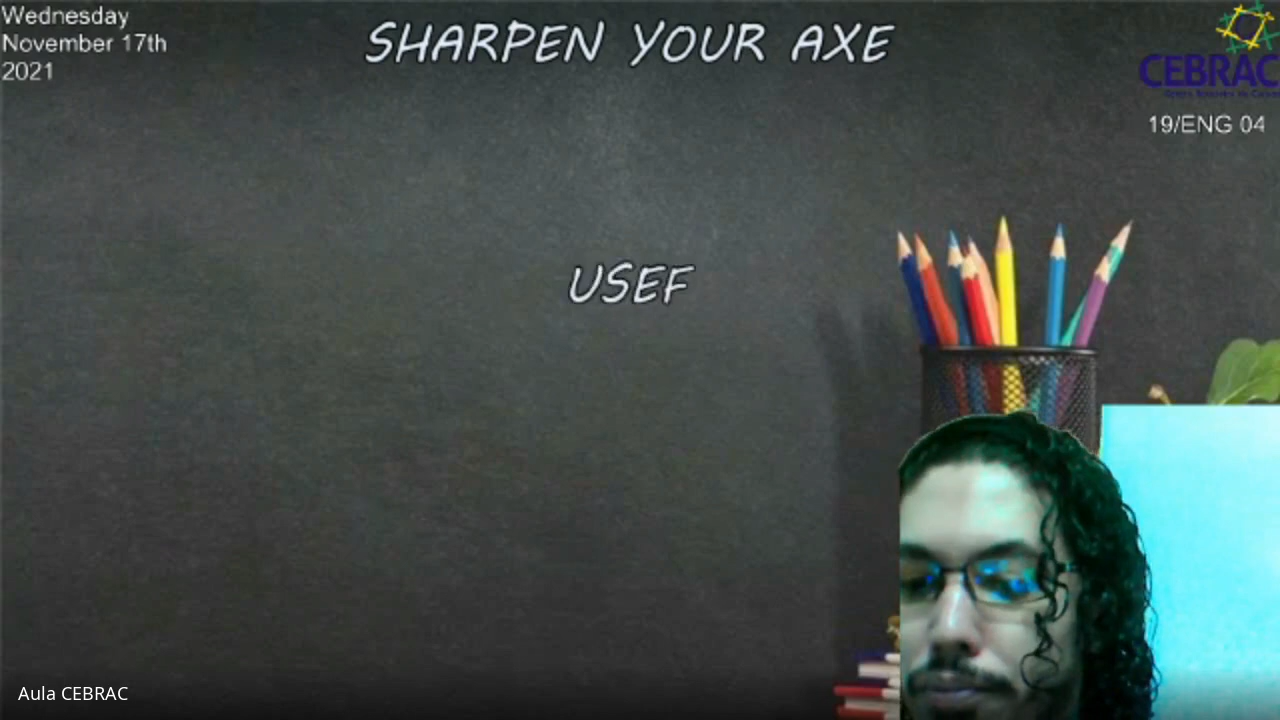 Wednesday
November 17th
2021
SHARPEN YOUR AXE
CEBRAC
19/ENG 04
USEF
Aula CEBRAC